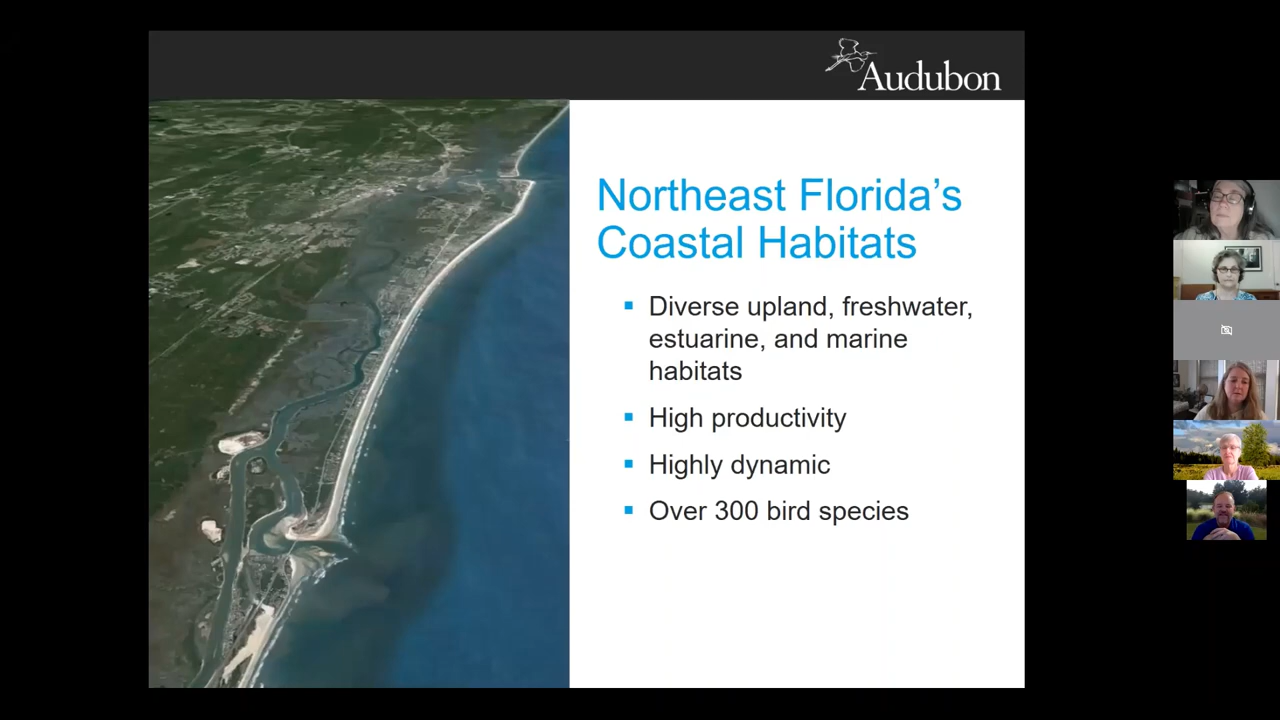 Audubon
Northeast Florida’s
Coastal Habitats
▪ Diverse upland, freshwater,
estuarine, and marine
habitats
▪ High productivity
▪ Highly dynamic
▪ Over 300 bird species